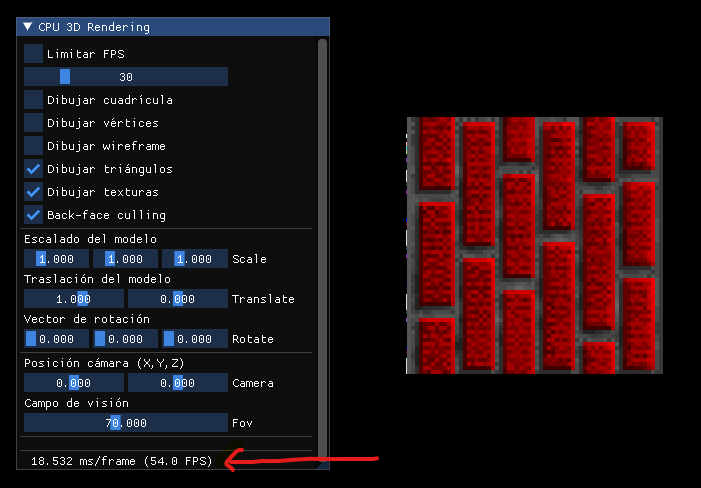 CPU 3D Rendering
Limitar FPS
30
Dibujar cuadrícula
Dibujar vértices
Dibujar wireframe
Dibujar triángulos
Dibujar texturas
Back-face culling
Escalado del modelo
1.000 1.000 1.000 Scale
Traslación del modelo
1.000 0.000 Translate
Vector de rotación
0.000 0.000 0.000 Rotate
Posición cámara (X,Y,Z)
0.000 0.000 Camera
Campo de visión
70.000 Fov
18.532 ms/frame (54.0 FPS)